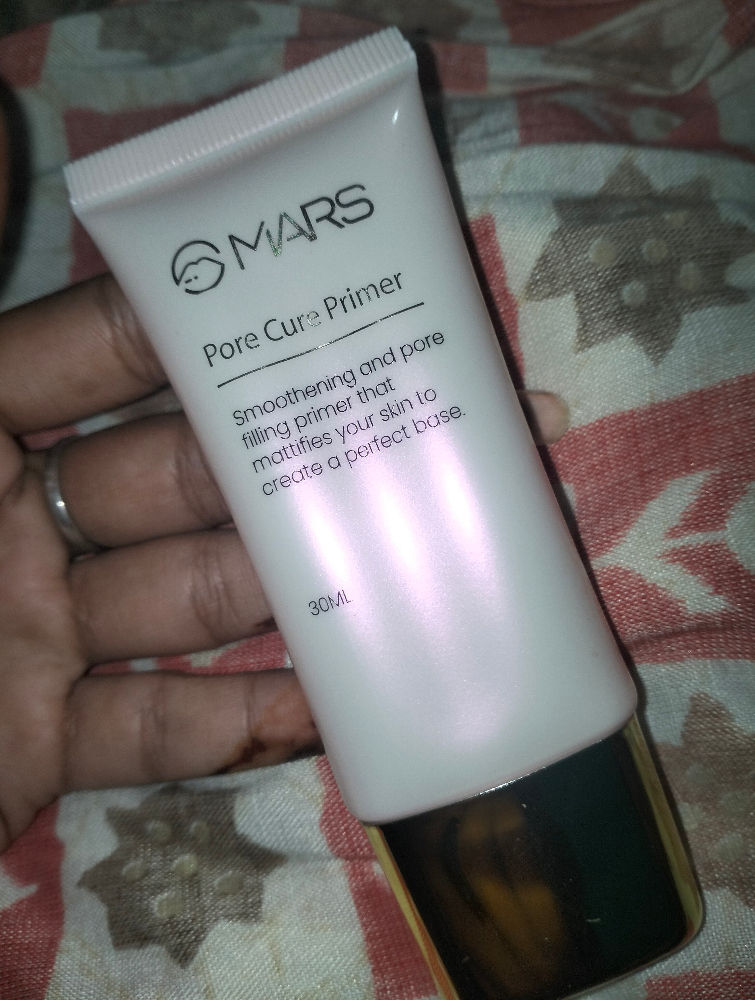 MARS
Pore Cure Primer
Smoothening and pore
filling primer that
mattifies your skin to
create a perfect base.
30ML